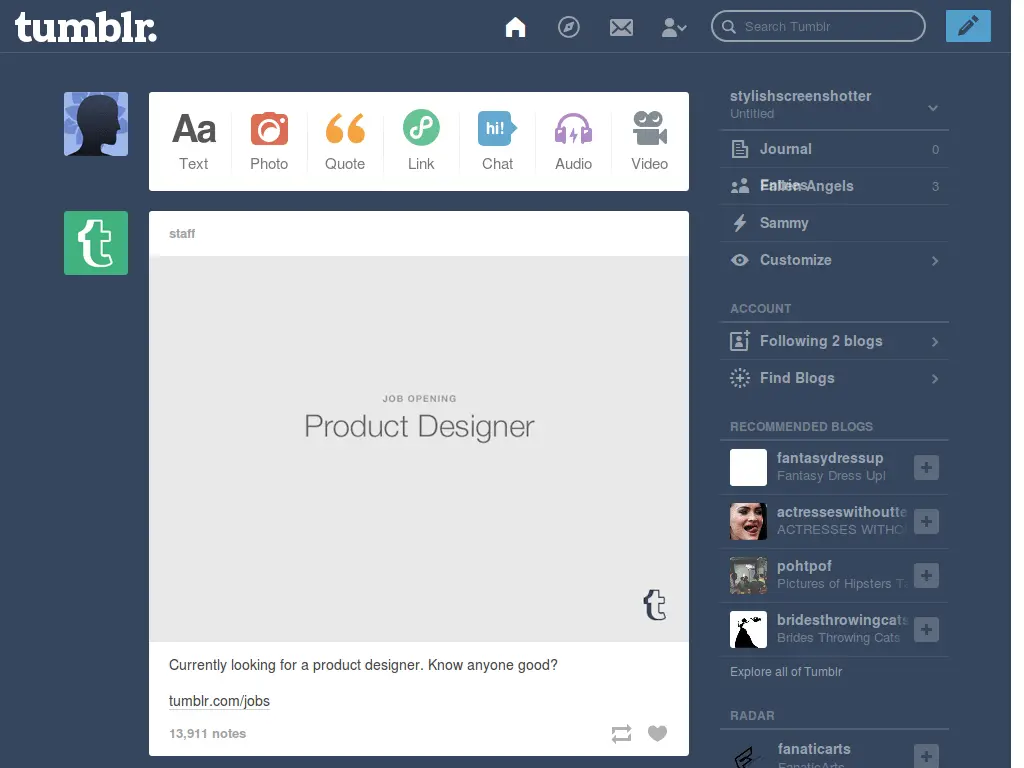 tumblr.
Search Tumblr
Aa
Text
Photo
Quote
Link
hi!
Chat
Audio
Video
staff
JOB OPENING
Product Designer
t
Currently looking for a product designer. Know anyone good?
tumblr.com/jobs
13,911 notes
stylishscreenshotter
Untitled
Journal 0
Fallen Angels 3
Sammy
Customize
ACCOUNT
Following 2 blogs
Find Blogs
RECOMMENDED BLOGS
fantasydressup
Fantasy Dress Up!
actresseswithoutte
ACTRESSES WITHO
pohtpof
Pictures of Hipsters T
bridesthrowingcats
Brides Throwing Cats
Explore all of Tumblr
RADAR
fanaticarts
FanaticArts